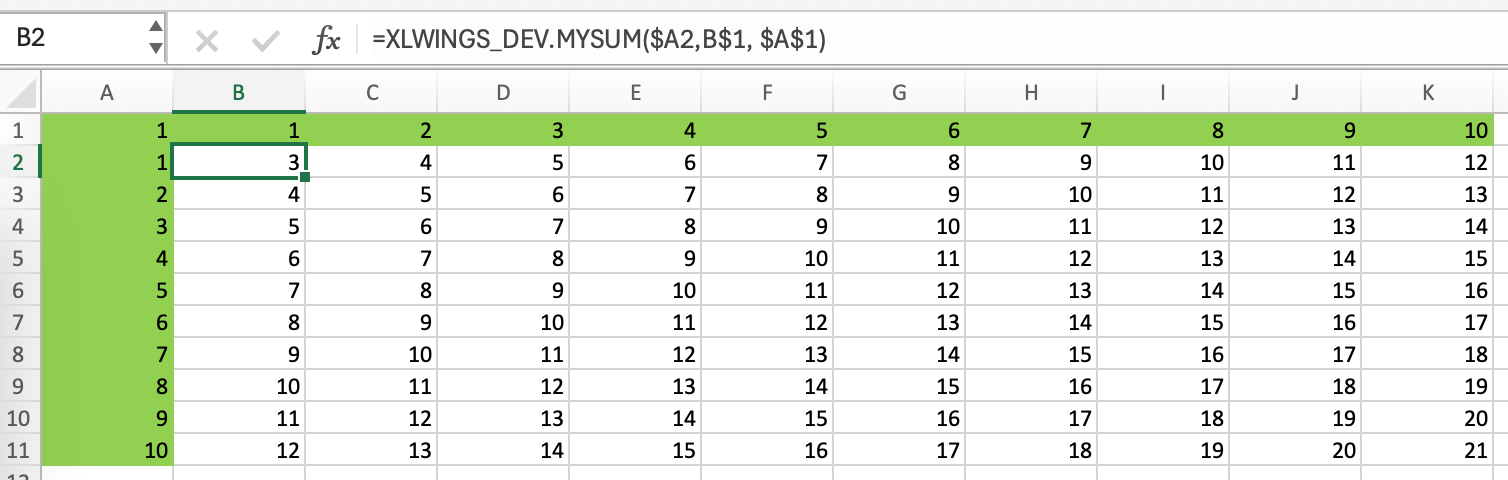 B2 fx =XLWINGS_DEV.MYSUM($A2,B$1, $A$1)
A B C D E F G H I J K
1 1 1 2 3 4 5 6 7 8 9 10
2 1 3 4 5 6 7 8 9 10 11 12
3 2 4 5 6 7 8 9 10 11 12 13
4 3 5 6 7 8 9 10 11 12 13 14
5 4 6 7 8 9 10 11 12 13 14 15
6 5 7 8 9 10 11 12 13 14 15 16
7 6 8 9 10 11 12 13 14 15 16 17
8 7 9 10 11 12 13 14 15 16 17 18
9 8 10 11 12 13 14 15 16 17 18 19
10 9 11 12 13 14 15 16 17 18 19 20
11 10 12 13 14 15 16 17 18 19 20 21